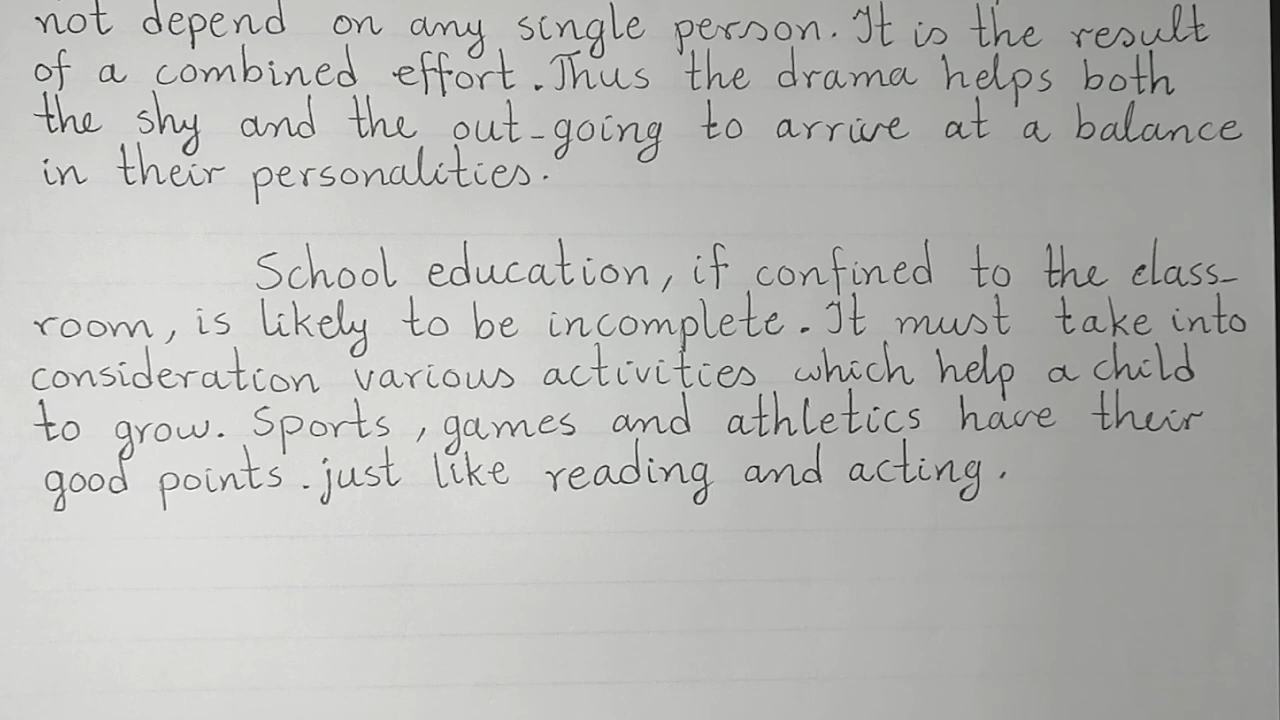 not depend on any single person. It is the result
of a combined effort. Thus the drama helps both
the shy and the out-going to arrive at a balance
in their personalities.
School education, if confined to the class-
room, is likely to be incomplete. It must take into
consideration various activities which help a child
to grow. Sports, games and athletics have their
good points. just like reading and acting.